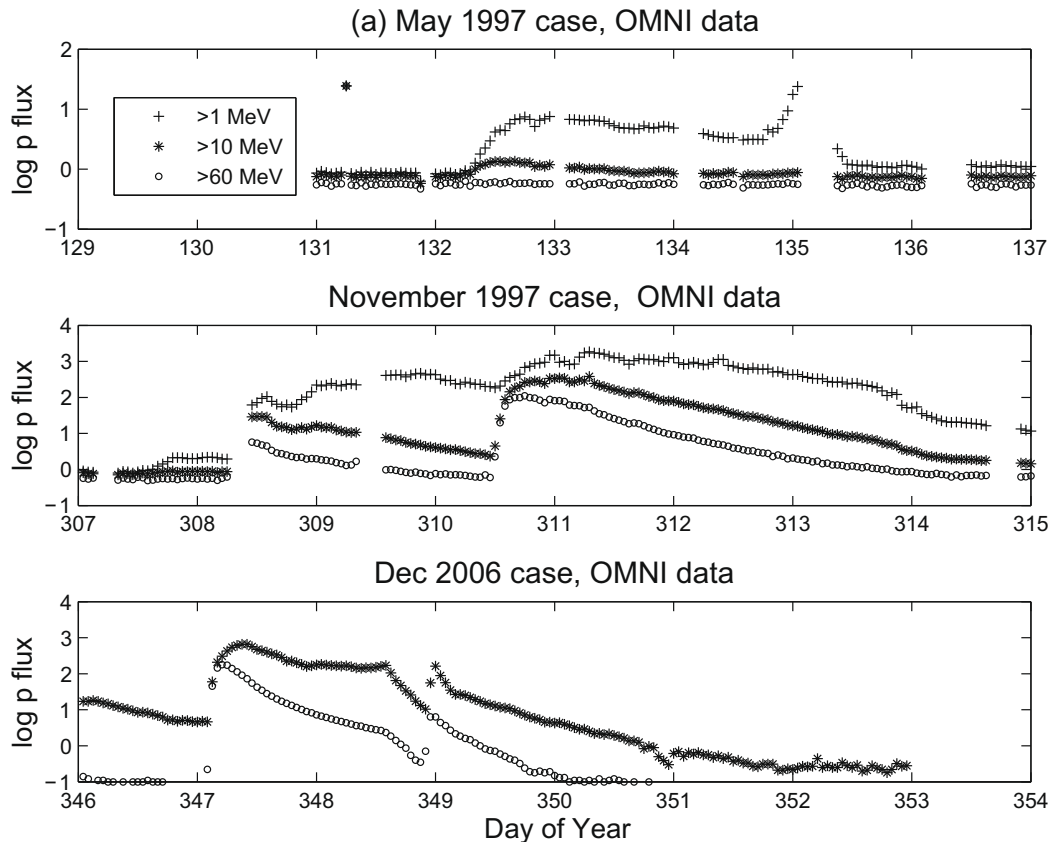 (a) May 1997 case, OMNI data
2
1
0
−1
log p flux
>1 MeV
>10 MeV
>60 MeV
129 130 131 132 133 134 135 136 137
November 1997 case, OMNI data
4
3
2
1
0
−1
log p flux
307 308 309 310 311 312 313 314 315
Dec 2006 case, OMNI data
4
3
2
1
0
−1
log p flux
346 347 348 349 350 351 352 353 354
Day of Year